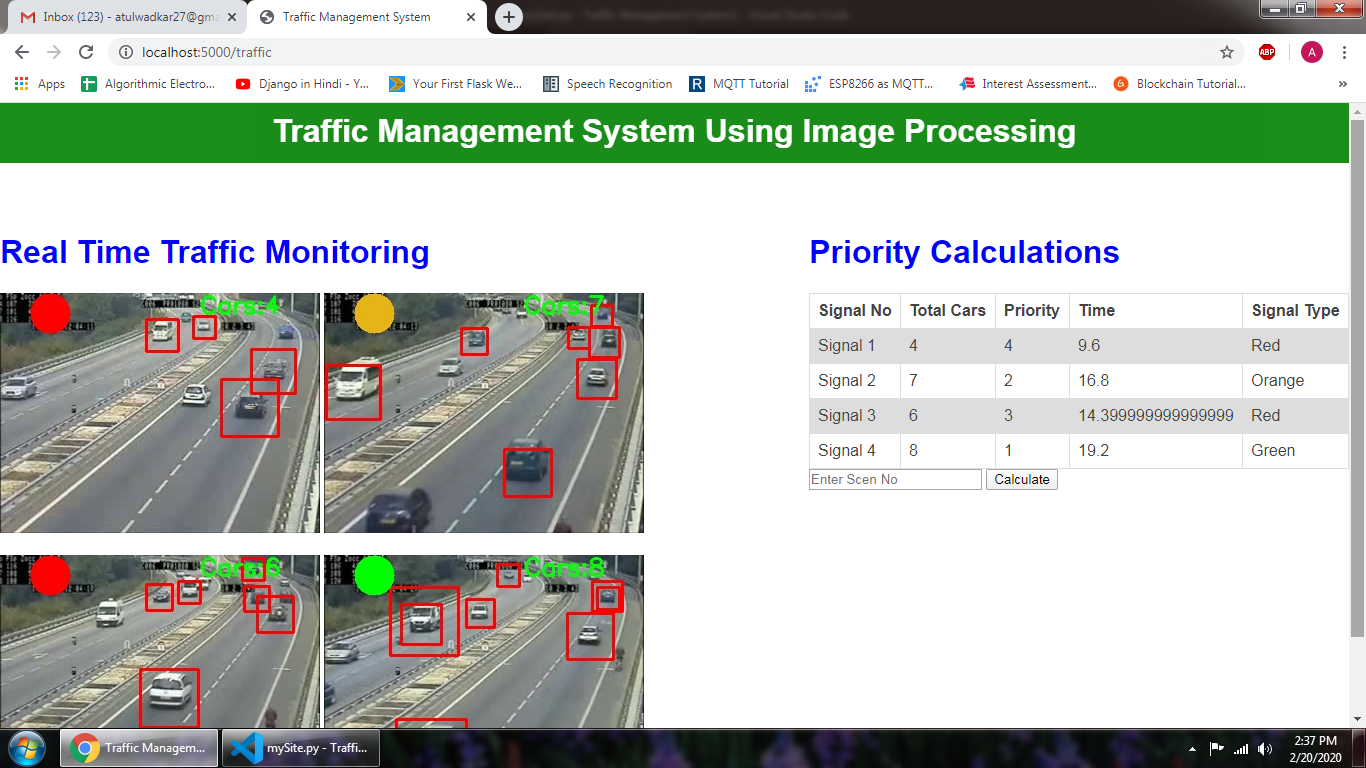 Inbox (123) - atulwadkar27@gma
Traffic Management System
localhost:5000/traffic
ABP
A
Apps
Algorithmic Electro...
Django in Hindi - Y...
Your First Flask We...
Speech Recognition
R
MQTT Tutorial
ESP8266 as MQTT...
Interest Assessment...
Blockchain Tutorial...
»
Traffic Management System Using Image Processing
Real Time Traffic Monitoring
Priority Calculations
Cars:4
Cars:7
Signal No Total Cars Priority Time Signal Type
Signal 1 4 4 9.6 Red
Signal 2 7 2 16.8 Orange
Signal 3 6 3 14.399999999999999 Red
Signal 4 8 1 19.2 Green
Enter Scen No Calculate
Cars:6
Cars:8
Traffic Managem...
mySite.py - Traffi...
2:37 PM
2/20/2020